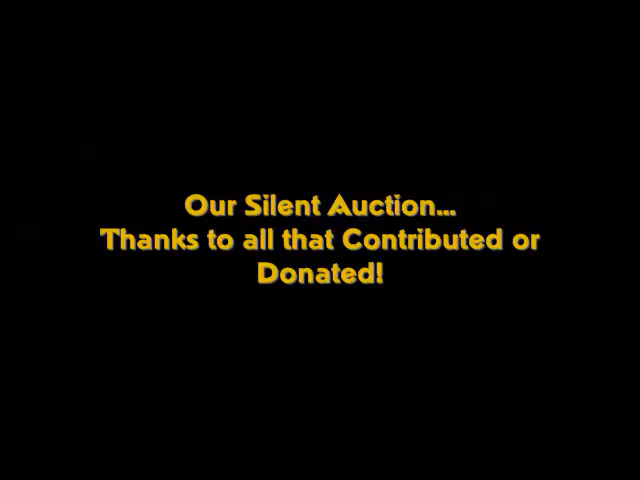 Our Silent Auction...
Thanks to all that Contributed or
Donated!